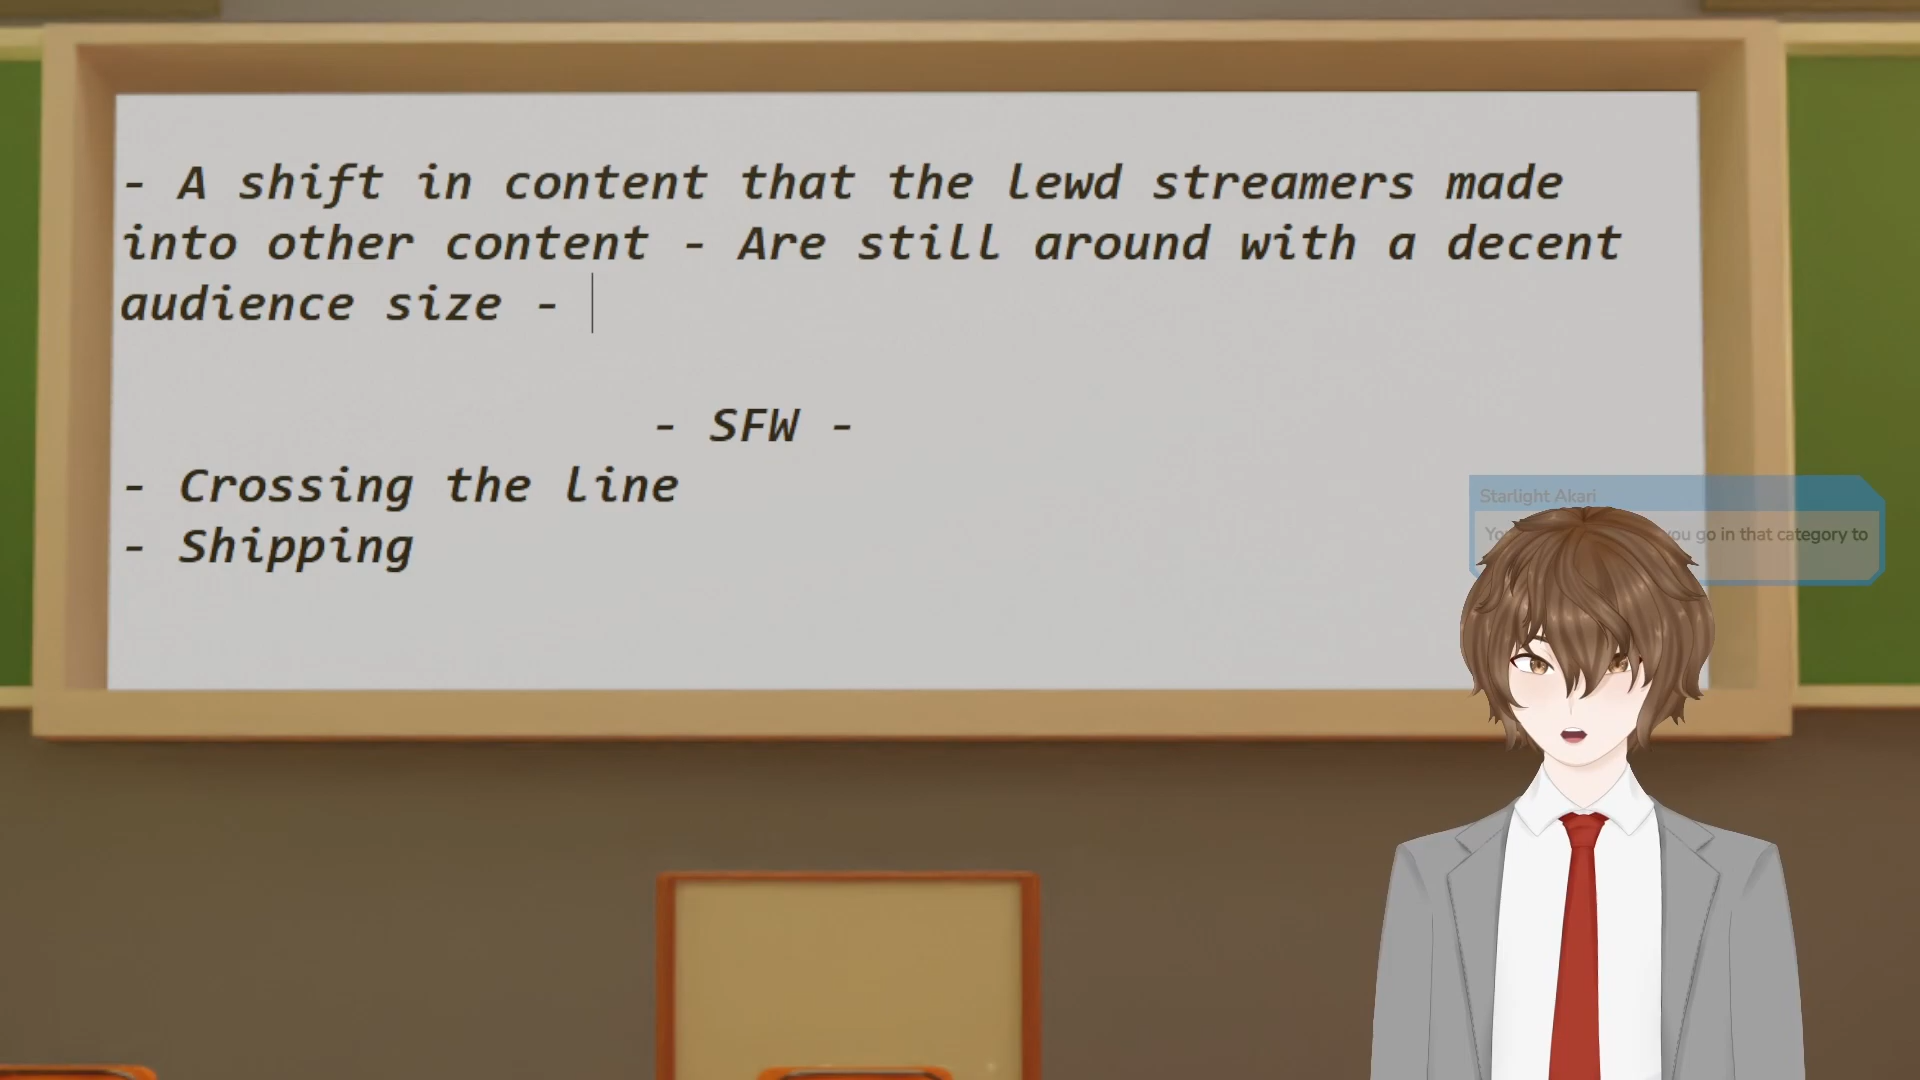 - A shift in content that the lewd streamers made
into other content - Are still around with a decent
audience size -
- SFW -
- Crossing the line
- Shipping
Starlight Akari
you go in that category to